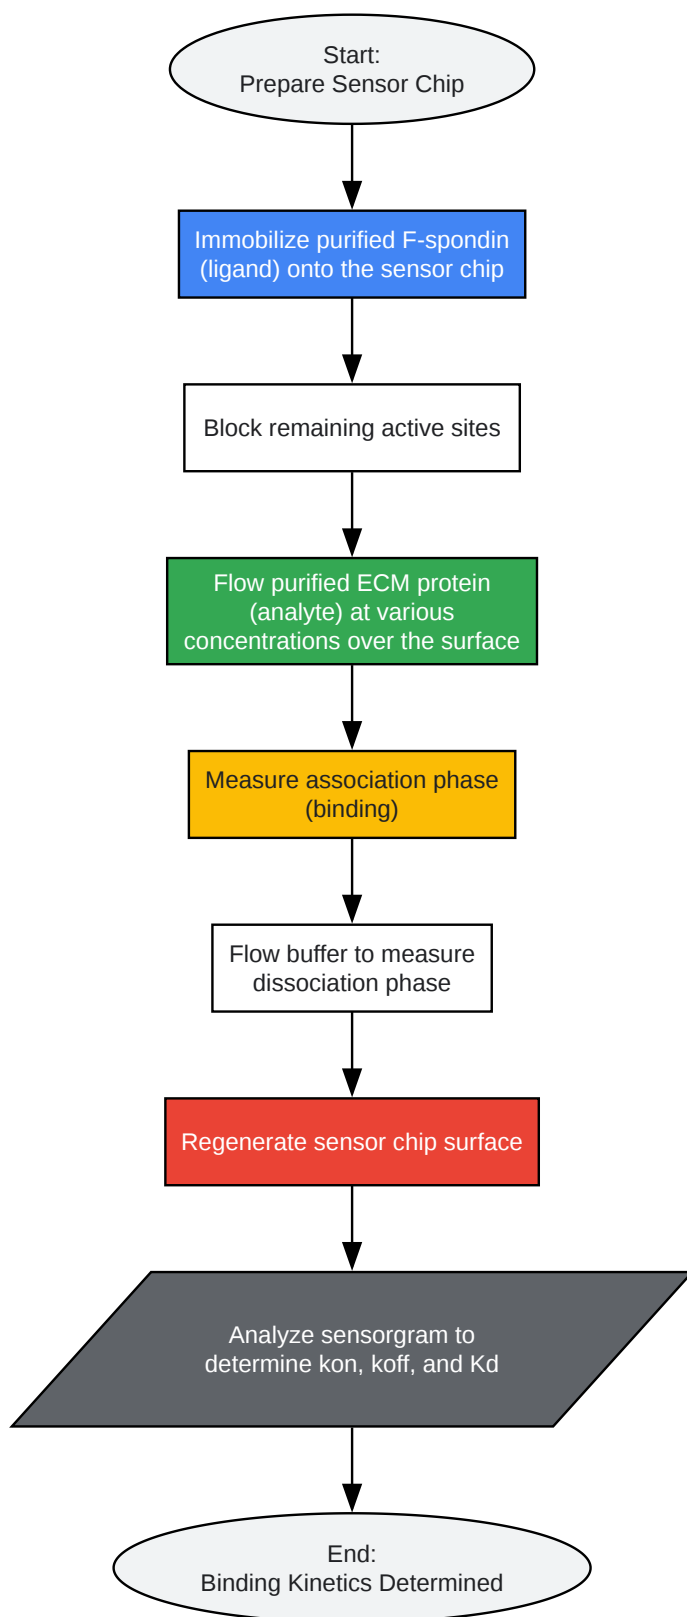 Start:
Prepare Sensor Chip
Immobilize purified F-spondin
(ligand) onto the sensor chip
Block remaining active sites
Flow purified ECM protein
(analyte) at various
concentrations over the surface
Measure association phase
(binding)
Flow buffer to measure
dissociation phase
Regenerate sensor chip surface
Analyze sensorgram to
determine kon, koff, and Kd
End:
Binding Kinetics Determined